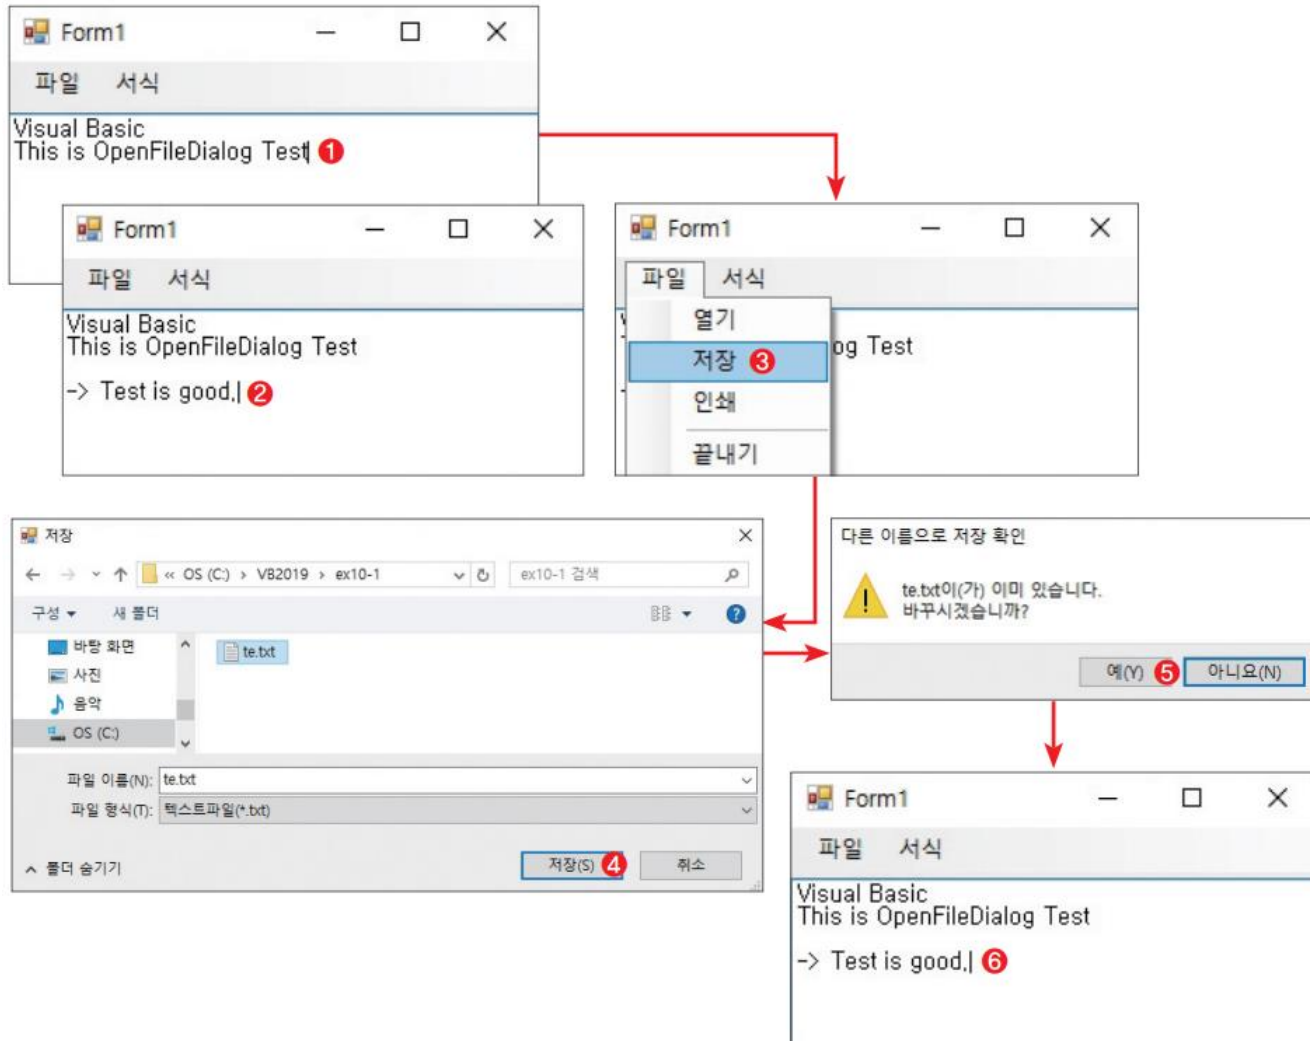 Form1
파일 서식
Visual Basic
This is OpenFileDialog Test ❶
Form1
파일 서식
Visual Basic
This is OpenFileDialog Test
-> Test is good. ❷
Form1
파일 서식
열기
저장 ❸
인쇄
끝내기
og Test
저장
« OS (C:) › VB2019 › ex10-1
ex10-1 검색
구성 새 폴더
바탕 화면
사진
음악
OS (C:)
te.txt
파일 이름(N): te.txt
파일 형식(T): 텍스트파일(*.txt)
폴더 숨기기
저장(S) ❹ 취소
다른 이름으로 저장 확인
te.txt이(가) 이미 있습니다.
바꾸시겠습니까?
예(Y) ❺ 아니요(N)
Form1
파일 서식
Visual Basic
This is OpenFileDialog Test
-> Test is good. ❻